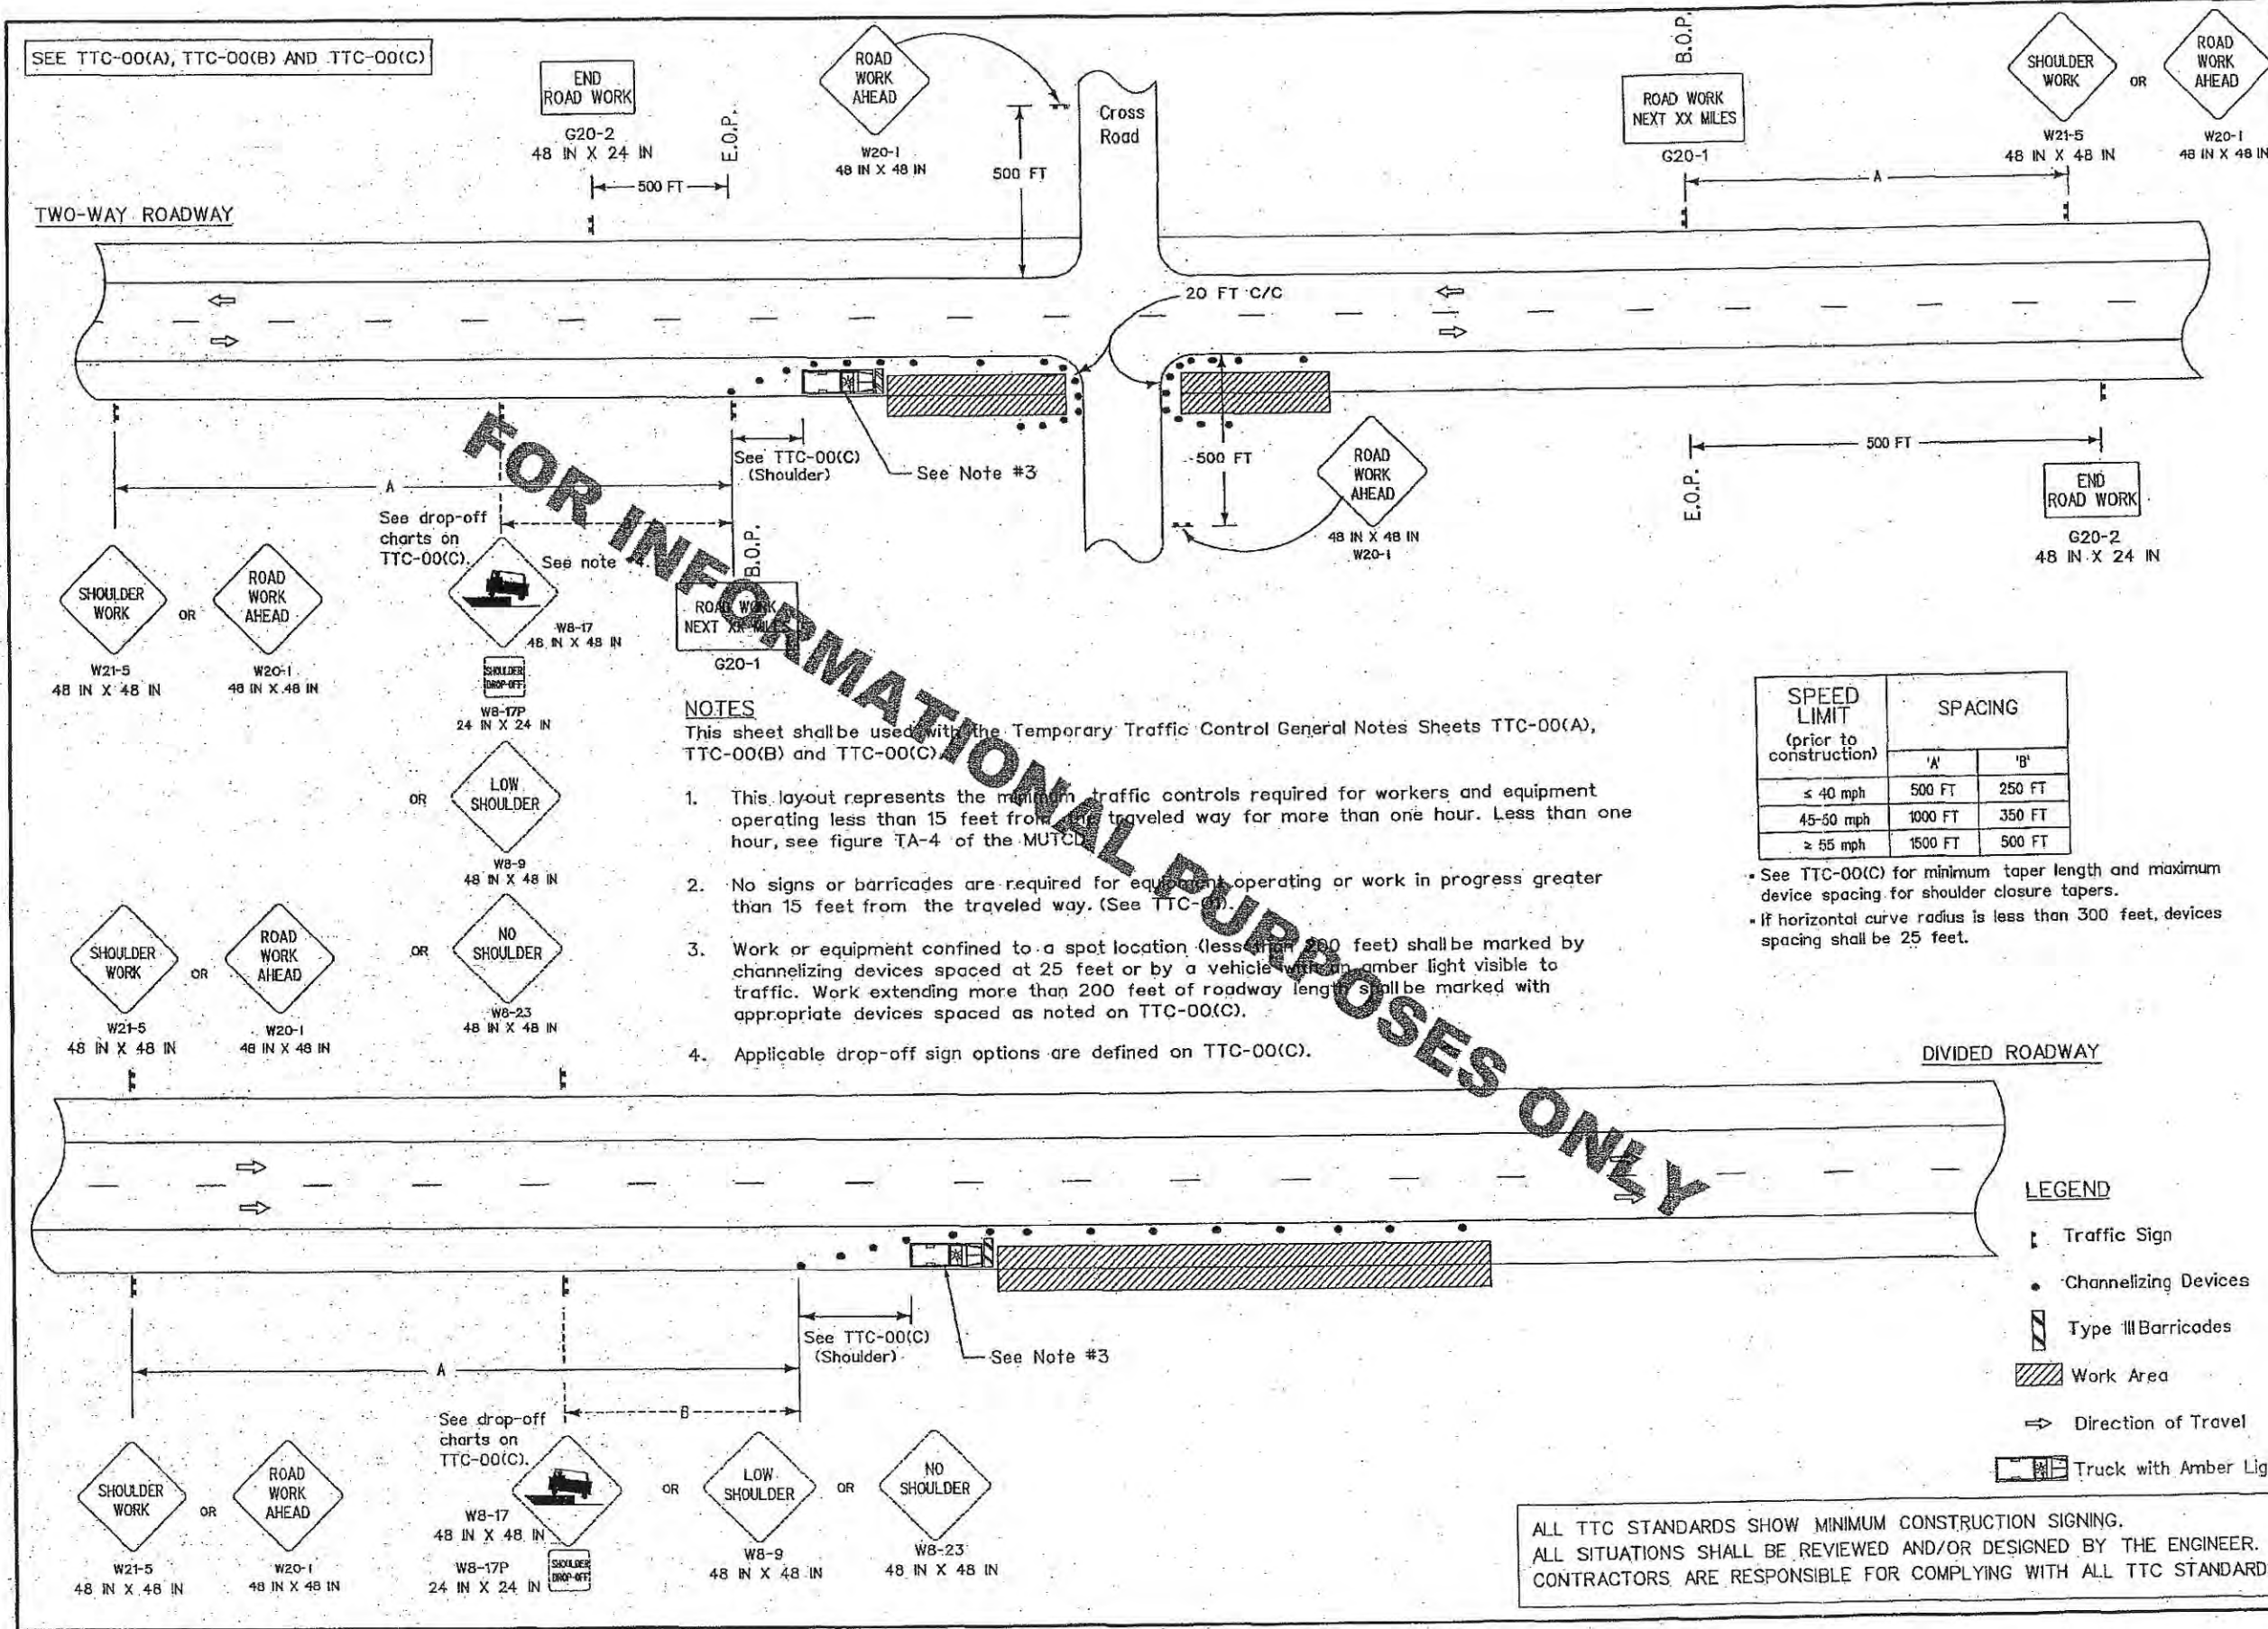 SEE TTC-00(A), TTC-00(B) AND TTC-00(C)
END
ROAD WORK
G20-2
48 IN X 24 IN
E.O.P.
500 FT
ROAD
WORK
AHEAD
W20-1
48 IN X 48 IN
500 FT
Cross
Road
B.O.P.
ROAD WORK
NEXT XX MILES
G20-1
SHOULDER
WORK
W21-5
48 IN X 48 IN
OR
ROAD
WORK
AHEAD
W20-1
48 IN X 48 IN
A
TWO-WAY ROADWAY
20 FT C/C
See TTC-00(C)
(Shoulder)
See Note #3
A
500 FT
ROAD
WORK
AHEAD
48 IN X 48 IN
W20-1
500 FT
E.O.P.
END
ROAD WORK
G20-2
48 IN X 24 IN
See drop-off
charts on
TTC-00(C).
See note 4.
B.O.P.
SHOULDER
WORK
W21-5
48 IN X 48 IN
OR
ROAD
WORK
AHEAD
W20-1
48 IN X 48 IN
W8-17
48 IN X 48 IN
SHOULDER
DROP-OFF
W8-17P
24 IN X 24 IN
ROAD WORK
NEXT XX MILES
G20-1
OR
LOW
SHOULDER
W8-9
48 IN X 48 IN
OR
NO
SHOULDER
W8-23
48 IN X 48 IN
SHOULDER
WORK
W21-5
48 IN X 48 IN
OR
ROAD
WORK
AHEAD
W20-1
48 IN X 48 IN
FOR INFORMATIONAL PURPOSES ONLY
NOTES
This sheet shall be used with the Temporary Traffic Control General Notes Sheets TTC-00(A),
TTC-00(B) and TTC-00(C).
1. This layout represents the minimum traffic controls required for workers and equipment
operating less than 15 feet from the traveled way for more than one hour. Less than one
hour, see figure TA-4 of the MUTCD.
2. No signs or barricades are required for equipment operating or work in progress greater
than 15 feet from the traveled way. (See
3. Work or equipment confined to a spot location (less than 200 feet) shall be marked by
channelizing devices spaced at 25 feet or by a vehicle with an amber light visible to
traffic. Work extending more than 200 feet of roadway length shall be marked with
appropriate devices spaced as noted on TTC-00(C).
4. Applicable drop-off sign options are defined on TTC-00(C).
SPEED
LIMIT
(prior to
construction)
SPACING
'A' 'B'
≤ 40 mph 500 FT 250 FT
45-50 mph 1000 FT 350 FT
≥ 55 mph 1500 FT 500 FT
• See TTC-00(C) for minimum taper length and maximum
device spacing for shoulder closure tapers.
• If horizontal curve radius is less than 300 feet, devices
spacing shall be 25 feet.
DIVIDED ROADWAY
See TTC-00(C)
(Shoulder)
See Note #3
A
B
See drop-off
charts on
TTC-00(C).
SHOULDER
WORK
W21-5
48 IN X 48 IN
OR
ROAD
WORK
AHEAD
W20-1
48 IN X 48 IN
W8-17
48 IN X 48 IN
W8-17P
24 IN X 24 IN
SHOULDER
DROP-OFF
OR
LOW
SHOULDER
W8-9
48 IN X 48 IN
OR
NO
SHOULDER
W8-23
48 IN X 48 IN
LEGEND
Traffic Sign
Channelizing Devices
Type III Barricades
Work Area
Direction of Travel
Truck with Amber Lig
ALL TTC STANDARDS SHOW MINIMUM CONSTRUCTION SIGNING.
ALL SITUATIONS SHALL BE REVIEWED AND/OR DESIGNED BY THE ENGINEER.
CONTRACTORS ARE RESPONSIBLE FOR COMPLYING WITH ALL TTC STANDARD